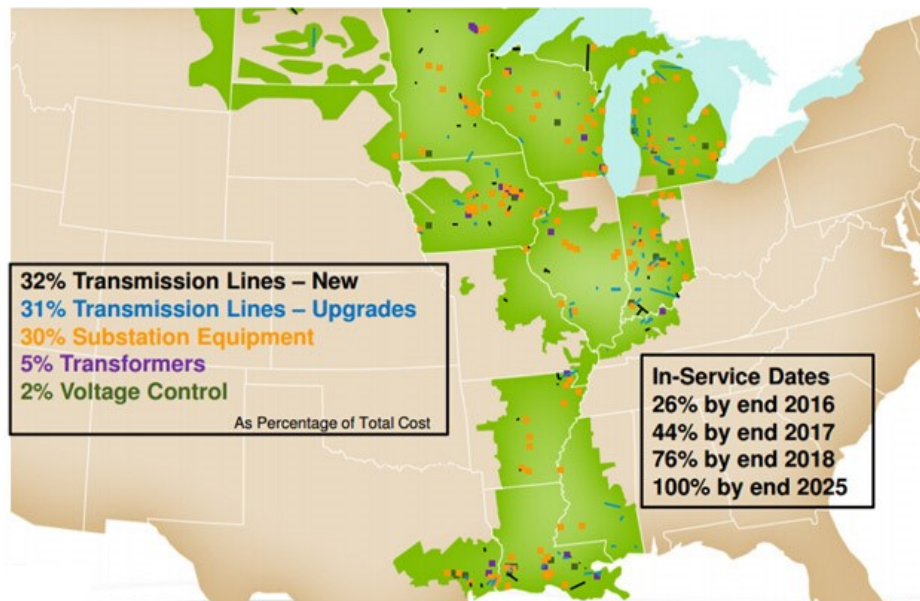 32% Transmission Lines – New
31% Transmission Lines – Upgrades
30% Substation Equipment
5% Transformers
2% Voltage Control
As Percentage of Total Cost
In-Service Dates
26% by end 2016
44% by end 2017
76% by end 2018
100% by end 2025